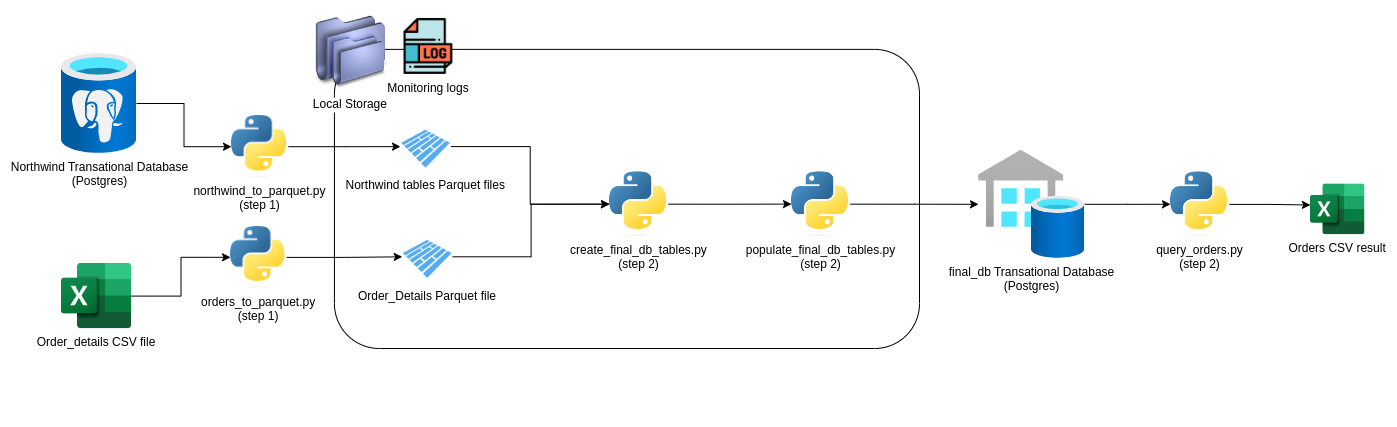 LOG
Monitoring logs
Local Storage
Northwind Transational Database
(Postgres)
northwind_to_parquet.py
(step 1)
Northwind tables Parquet files
orders_to_parquet.py
(step 1)
Order_Details Parquet file
X
Order_details CSV file
create_final_db_tables.py
(step 2)
populate_final_db_tables.py
(step 2)
final_db Transational Database
(Postgres)
query_orders.py
(step 2)
X
Orders CSV result